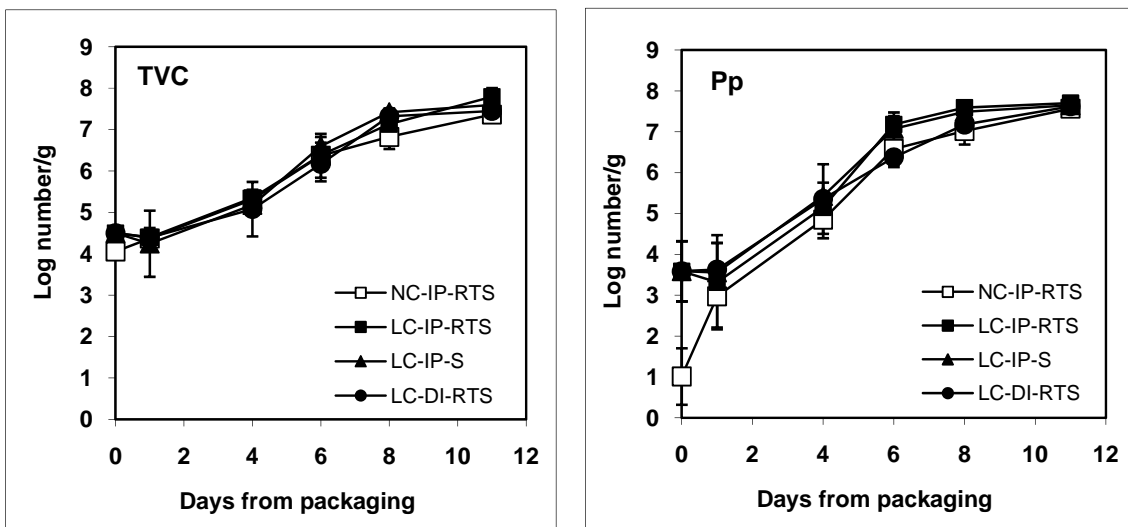 TVC
Log number/g
9
8
7
6
5
4
3
2
1
0
0 2 4 6 8 10 12
Days from packaging
NC-IP-RTS
LC-IP-RTS
LC-IP-S
LC-DI-RTS
Pp
Log number/g
9
8
7
6
5
4
3
2
1
0
0 2 4 6 8 10 12
Days from packaging
NC-IP-RTS
LC-IP-RTS
LC-IP-S
LC-DI-RTS